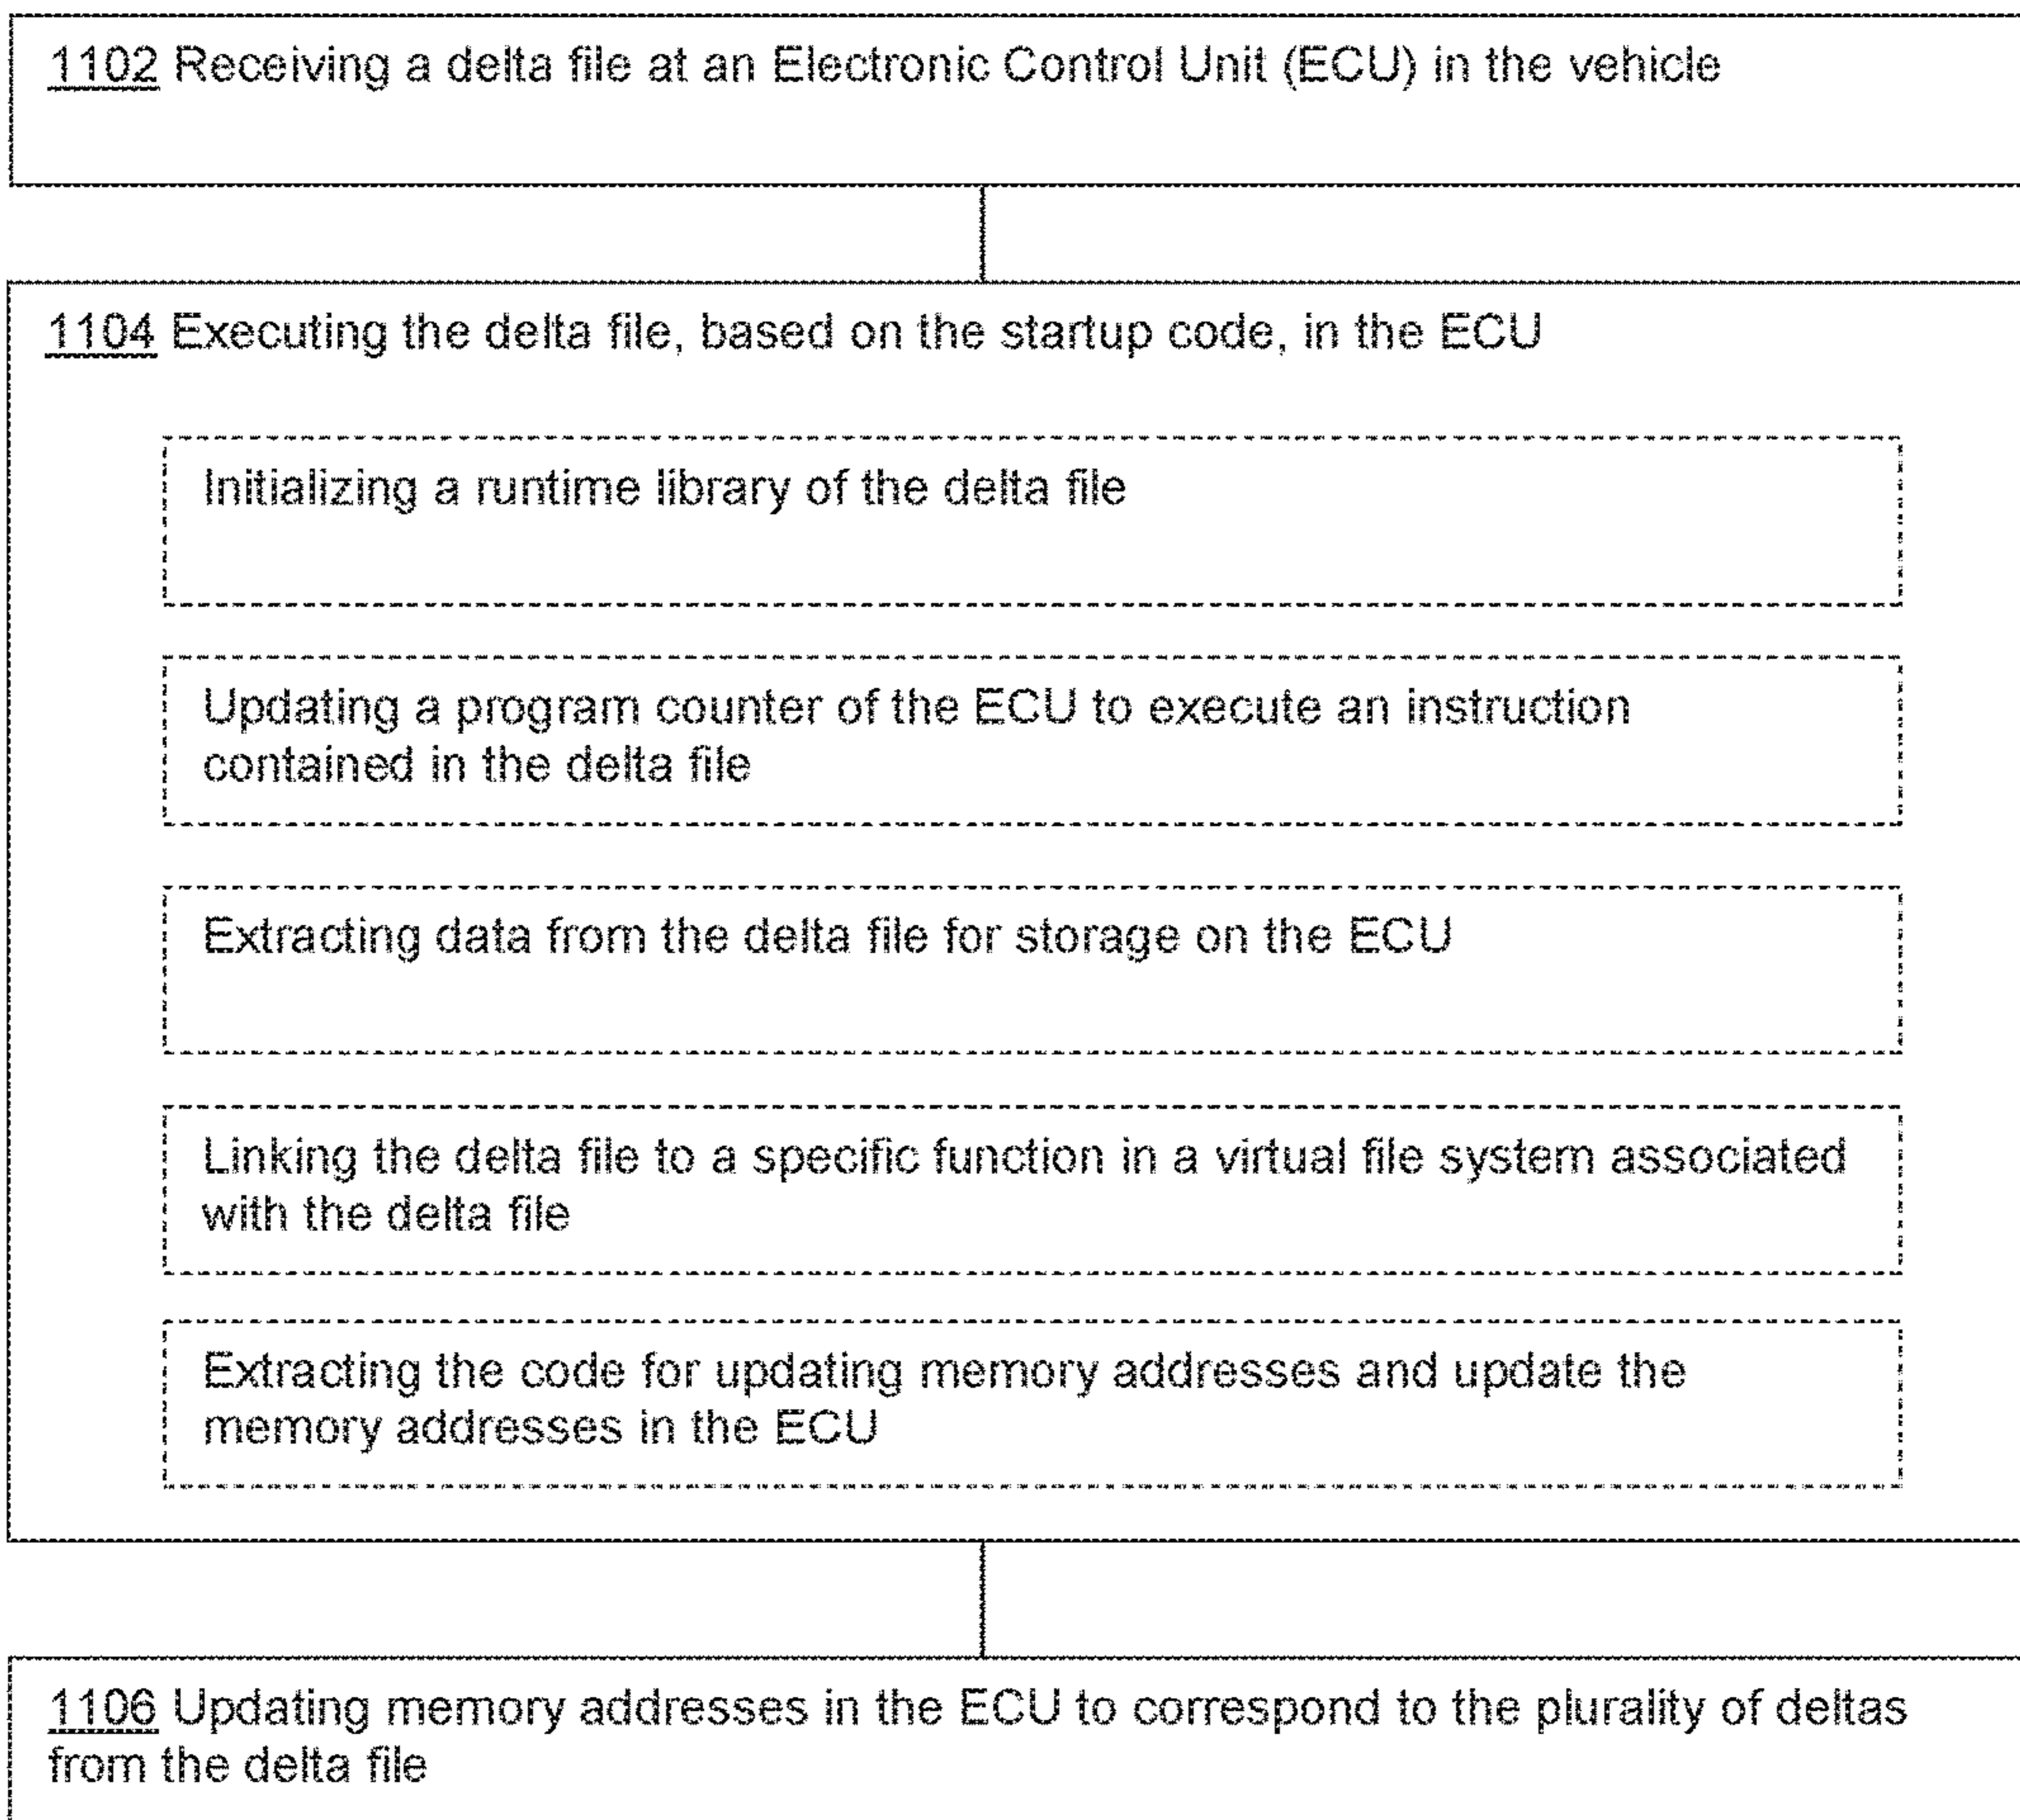 1102 Receiving a delta file at an Electronic Control Unit (ECU) in the vehicle
1104 Executing the delta file, based on the startup code, in the ECU
Initializing a runtime library of the delta file
Updating a program counter of the ECU to execute an instruction
contained in the delta file
Extracting data from the delta file for storage on the ECU
Linking the delta file to a specific function in a virtual file system associated
with the delta file
Extracting the code for updating memory addresses and update the
memory addresses in the ECU
1106 Updating memory addresses in the ECU to correspond to the plurality of deltas
from the delta file